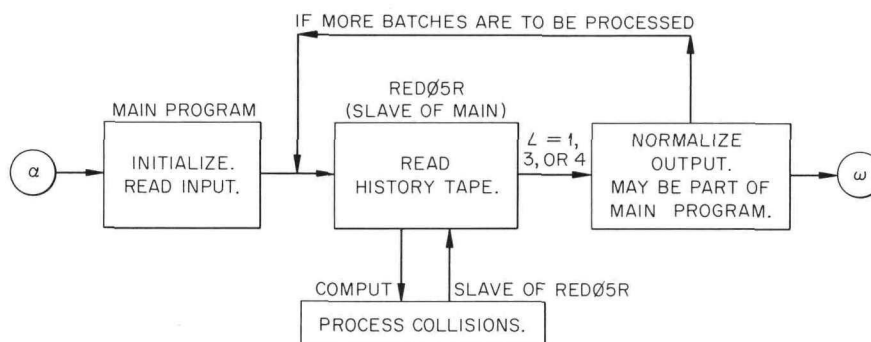 IF MORE BATCHES ARE TO BE PROCESSED
REDØ5R
(SLAVE OF MAIN)
MAIN PROGRAM
L = 1,
3, OR 4
α
INITIALIZE.
READ INPUT.
READ
HISTORY TAPE.
NORMALIZE
OUTPUT.
MAY BE PART OF
MAIN PROGRAM.
ω
COMPUT
SLAVE OF REDØ5R
PROCESS COLLISIONS.